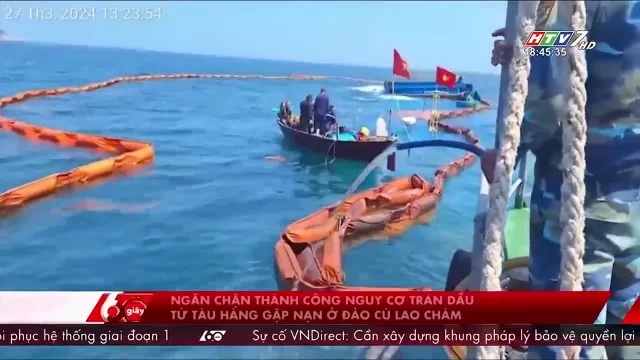 27 Th3, 2024 13:23:54
HTV7HD
18:45:35
60 giây
NGĂN CHẶN THÀNH CÔNG NGUY CƠ TRÀN DẦU
TỪ TÀU HÀNG GẶP NẠN Ở ĐẢO CÙ LAO CHÀM
i phục hệ thống giai đoạn 1 60 Sự cố VNDirect: Cần xây dựng khung pháp lý bảo vệ quyền lợi